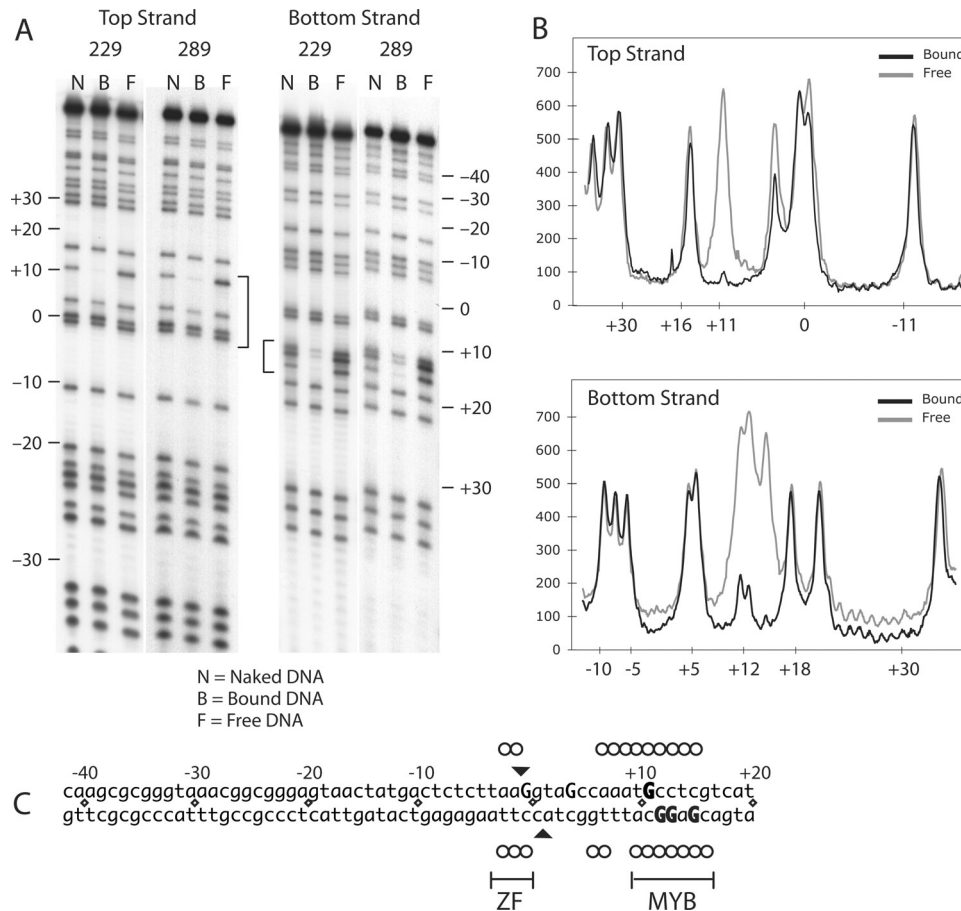 A
Top Strand
Bottom Strand
229 289 229 289
N B F N B F N B F N B F
+30
+20
+10
0
−10
−20
−30
−40
−30
−20
−10
0
+10
+20
+30
N = Naked DNA
B = Bound DNA
F = Free DNA
B
Top Strand
Bound
Free
700
600
500
400
300
200
100
0
+30 +16 +11 0 -11
Bottom Strand
Bound
Free
700
600
500
400
300
200
100
0
-10 -5 +5 +12 +18 +30
C
-40 -30 -20 -10 +10 +20
caagcgcgggtaaacggcgggagtaactatgactctcttaaGgtaGccaaatGcctcgtcat
gttcgcgcccatttgccgccctcattgatactgagagaattccatcggtttacGGaGcagta
ZF MYB